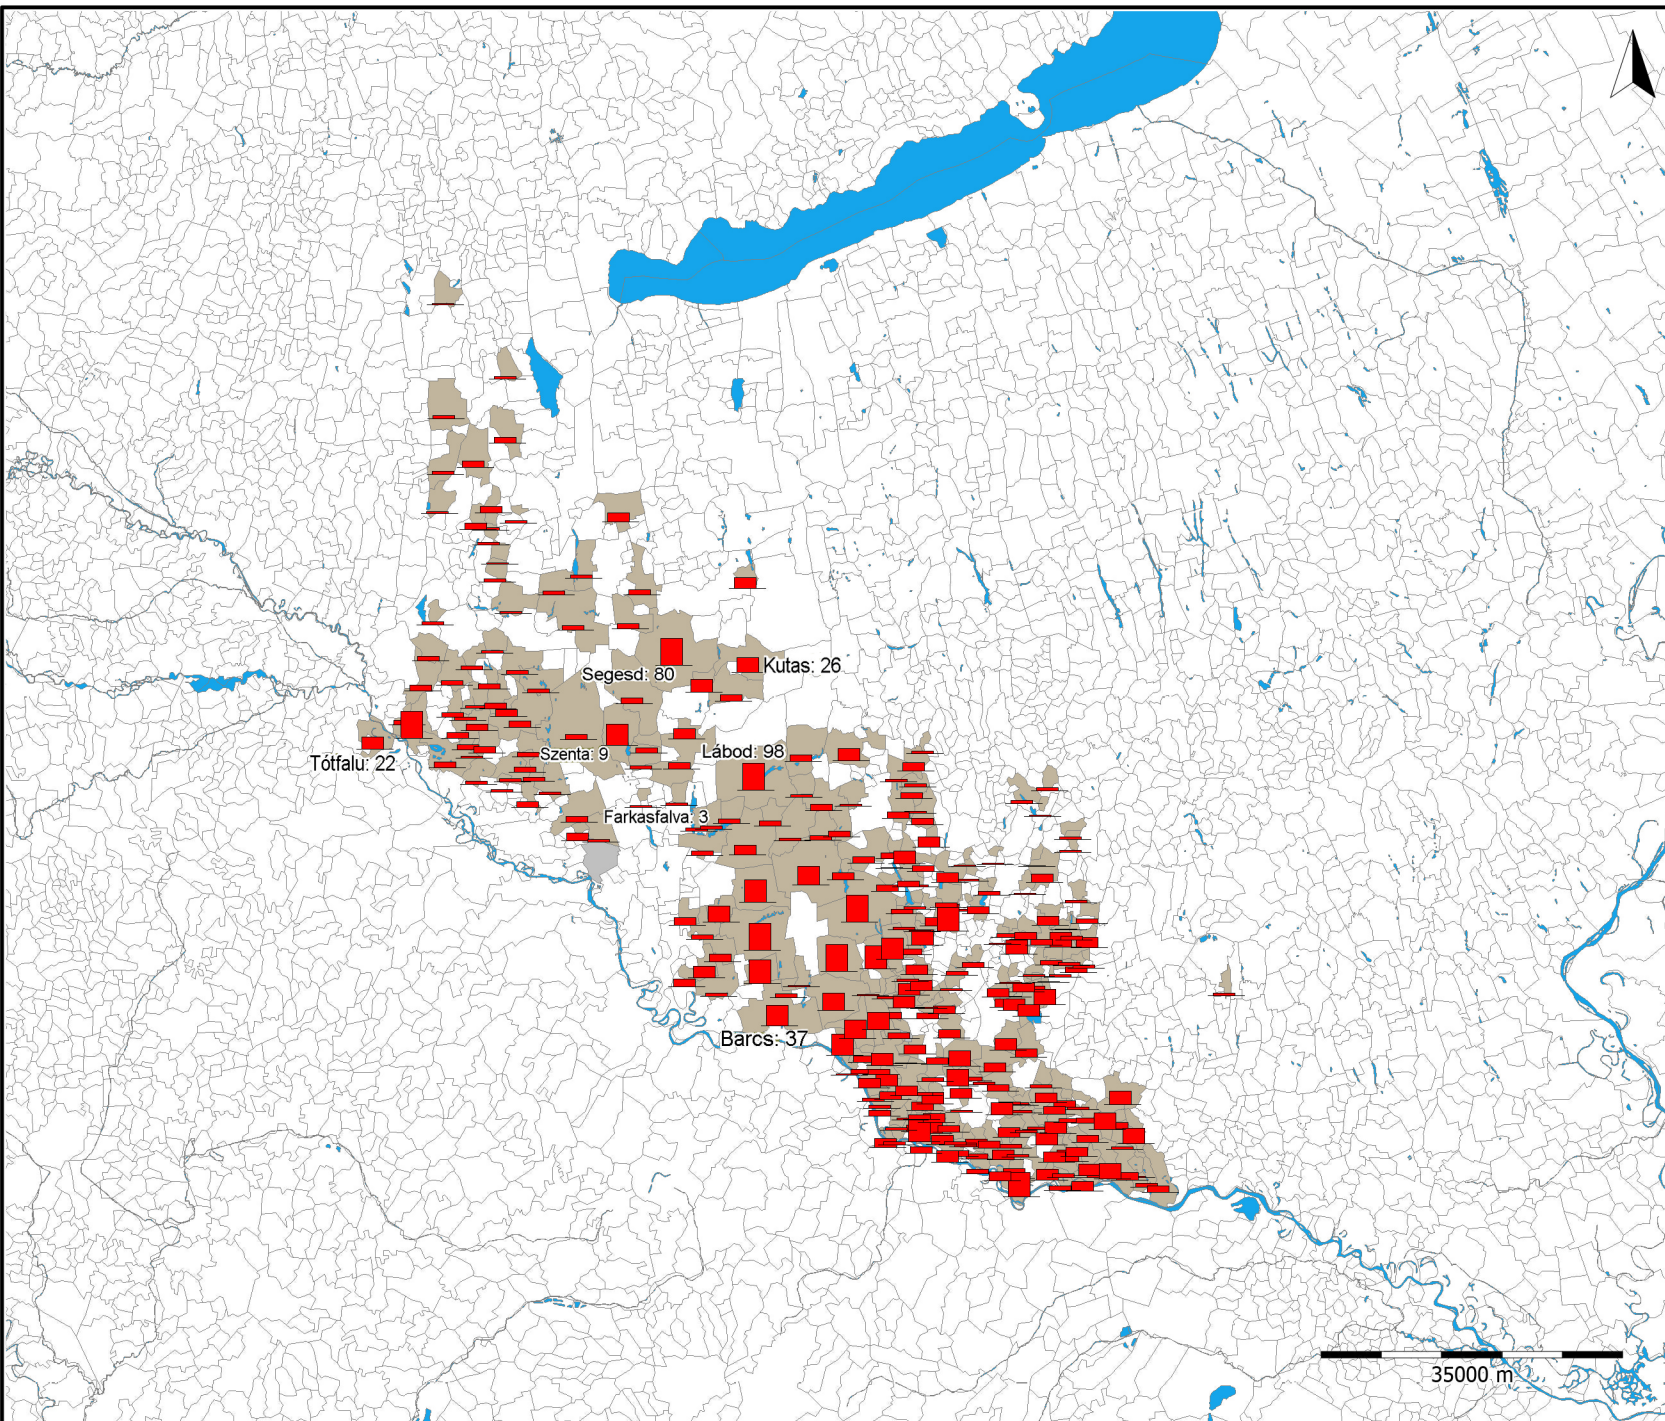 Kutas: 26
Segesd: 80
Szenta: 9
Lábod: 98
Tótfalu: 22
Farkasfalva: 3
Barcs: 37
35000 m